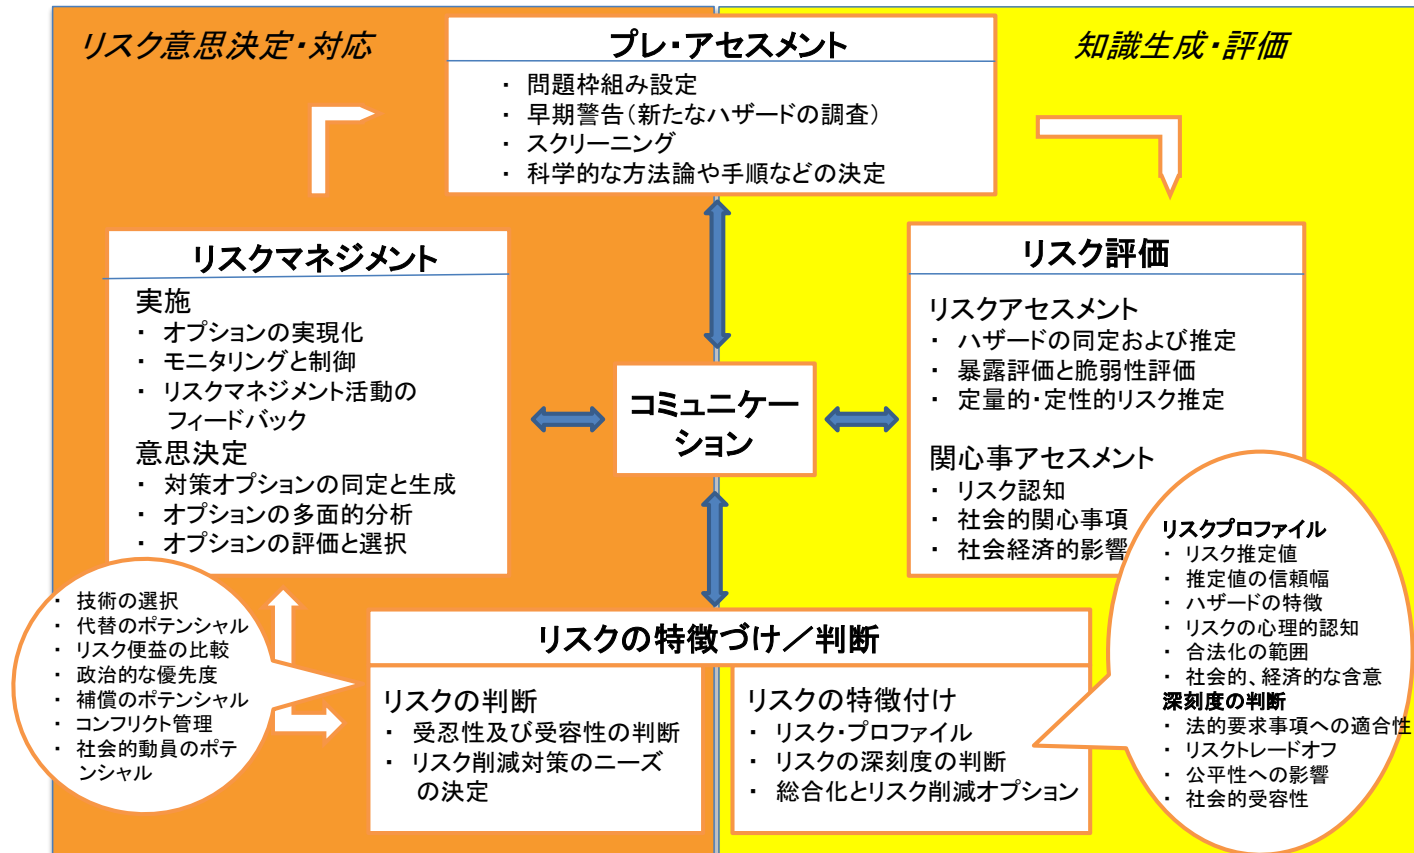 リスク意思決定・対応
プレ・アセスメント
・ 問題枠組み設定
・ 早期警告（新たなハザードの調査）
・ スクリーニング
・ 科学的な方法論や手順などの決定
知識生成・評価
リスクマネジメント
実施
・ オプションの実現化
・ モニタリングと制御
・ リスクマネジメント活動の
フィードバック
意思決定
・ 対策オプションの同定と生成
・ オプションの多面的分析
・ オプションの評価と選択
コミュニケー
ション
リスク評価
リスクアセスメント
・ ハザードの同定および推定
・ 暴露評価と脆弱性評価
・ 定量的・定性的リスク推定
関心事アセスメント
・ リスク認知
・ 社会的関心事項
・ 社会経済的影響
・ 技術の選択
・ 代替のポテンシャル
・ リスク便益の比較
・ 政治的な優先度
・ 補償のポテンシャル
・ コンフリクト管理
・ 社会的動員のポテ
ンシャル
リスクの特徴づけ／判断
リスクの判断
・ 受忍性及び受容性の判断
・ リスク削減対策のニーズ
の決定
リスクの特徴付け
・ リスク・プロファイル
・ リスクの深刻度の判断
・ 総合化とリスク削減オプション
リスクプロファイル
・ リスク推定値
・ 推定値の信頼幅
・ ハザードの特徴
・ リスクの心理的認知
・ 合法化の範囲
・ 社会的、経済的な含意
深刻度の判断
・ 法的要求事項への適合性
・ リスクトレードオフ
・ 公平性への影響
・ 社会的受容性